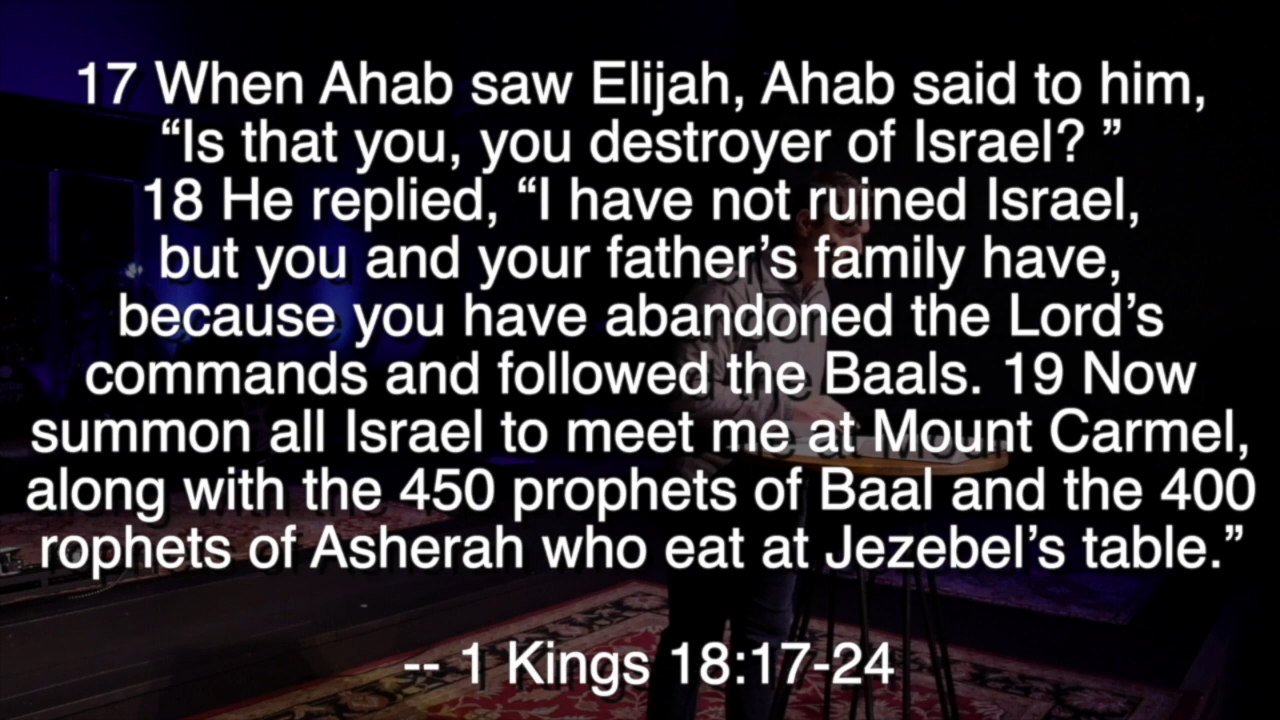 17 When Ahab saw Elijah, Ahab said to him,
“Is that you, you destroyer of Israel? ”
18 He replied, “I have not ruined Israel,
but you and your father’s family have,
because you have abandoned the Lord’s
commands and followed the Baals. 19 Now
summon all Israel to meet me at Mount Carmel,
along with the 450 prophets of Baal and the 400
rophets of Asherah who eat at Jezebel’s table.”
-- 1 Kings 18:17-24